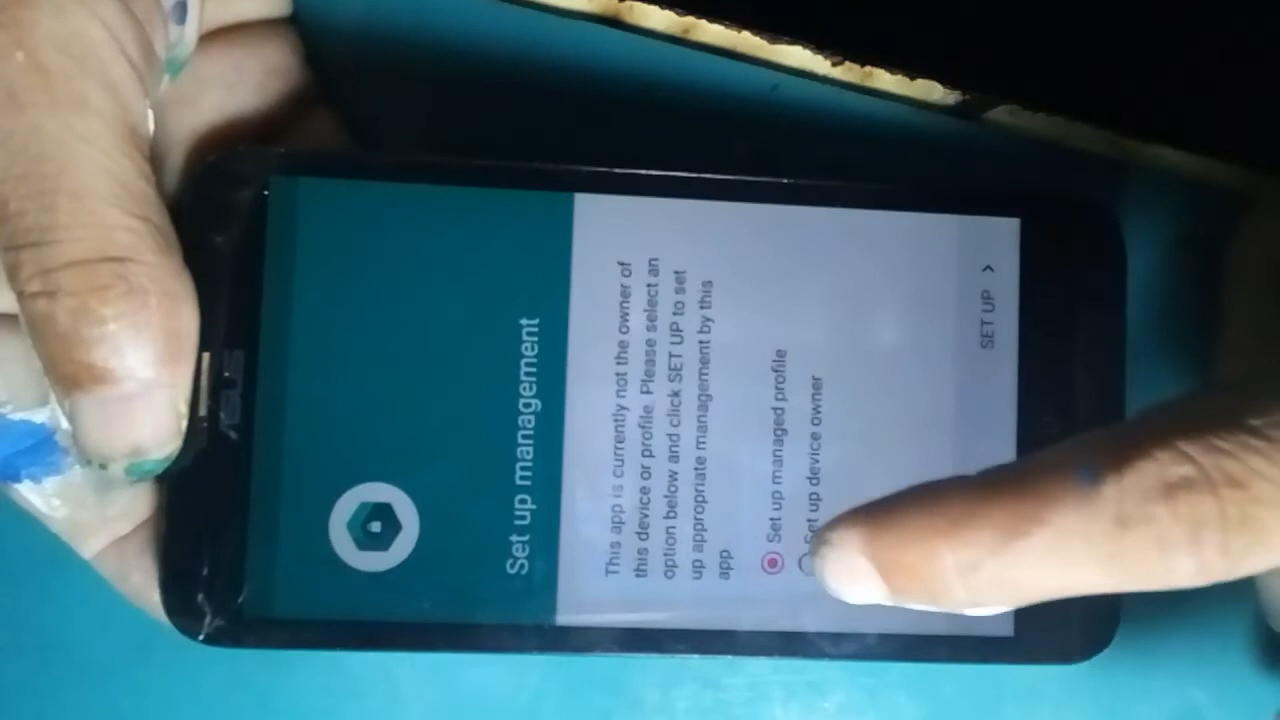 ASUS
Set up management
This app is currently not the owner of
this device or profile. Please select an
option below and click SET UP to set
up appropriate management by this
app
Set up managed profile
Set up device owner
SET UP >